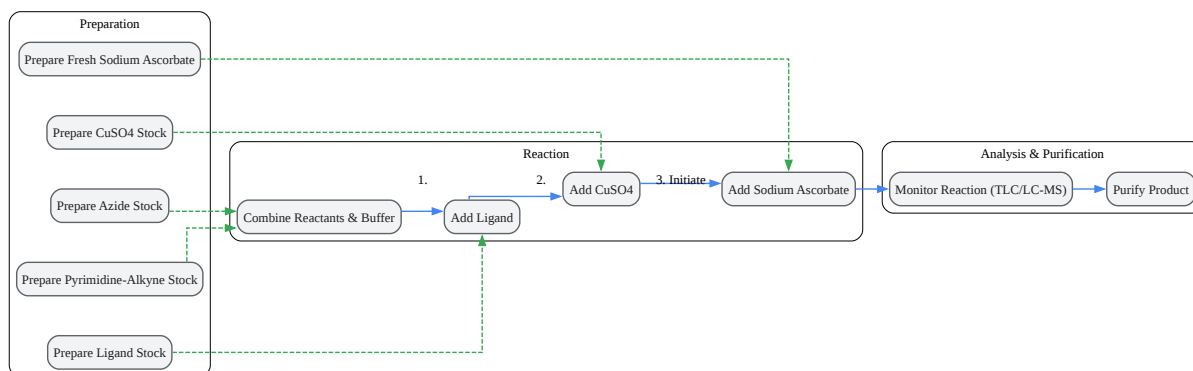 Preparation
Prepare Fresh Sodium Ascorbate
Prepare CuSO4 Stock
Prepare Azide Stock
Prepare Pyrimidine-Alkyne Stock
Prepare Ligand Stock
Reaction
Combine Reactants & Buffer
1.
Add Ligand
2.
Add CuSO4
3. Initiate
Add Sodium Ascorbate
Analysis & Purification
Monitor Reaction (TLC/LC-MS)
Purify Product